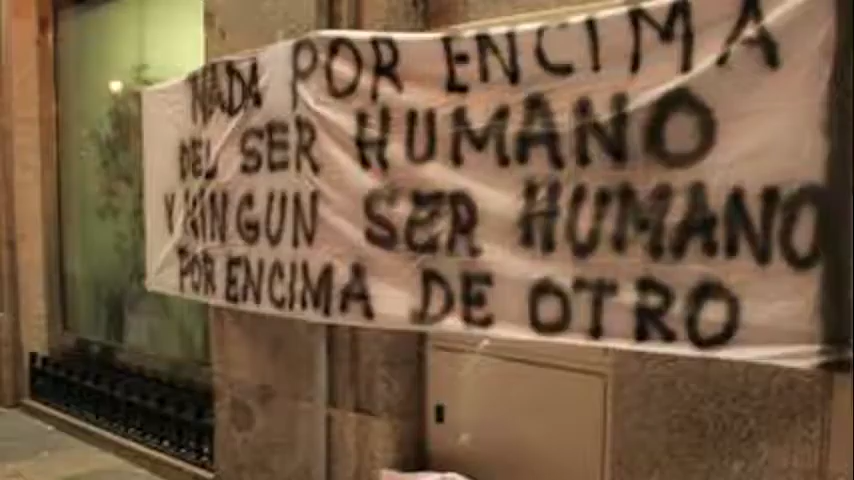 NADA POR ENCIMA
DEL SER HUMANO
Y NINGUN SER HUMANO
POR ENCIMA DE OTRO